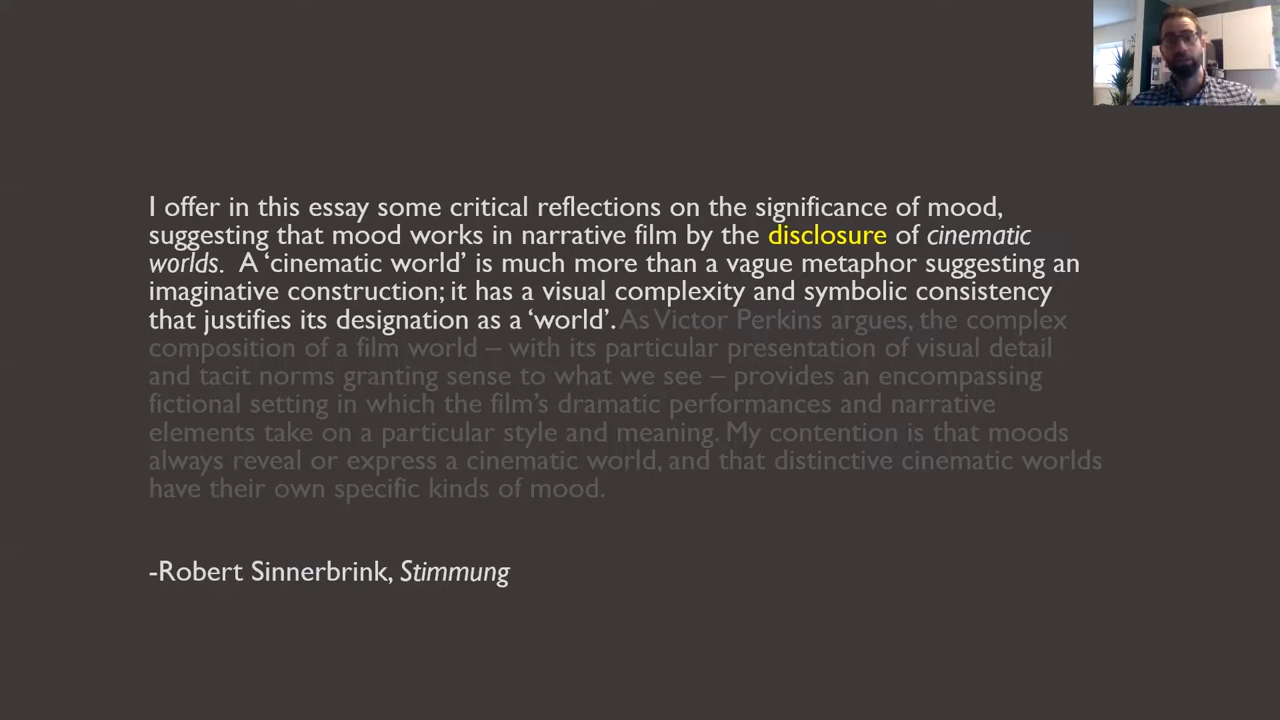 I offer in this essay some critical reflections on the significance of mood,
suggesting that mood works in narrative film by the disclosure of cinematic
worlds.  A ‘cinematic world’ is much more than a vague metaphor suggesting an
imaginative construction; it has a visual complexity and symbolic consistency
that justifies its designation as a ‘world’. As Victor Perkins argues, the complex
composition of a film world – with its particular presentation of visual detail
and tacit norms granting sense to what we see – provides an encompassing
fictional setting in which the film’s dramatic performances and narrative
elements take on a particular style and meaning. My contention is that moods
always reveal or express a cinematic world, and that distinctive cinematic worlds
have their own specific kinds of mood.
-Robert Sinnerbrink, Stimmung